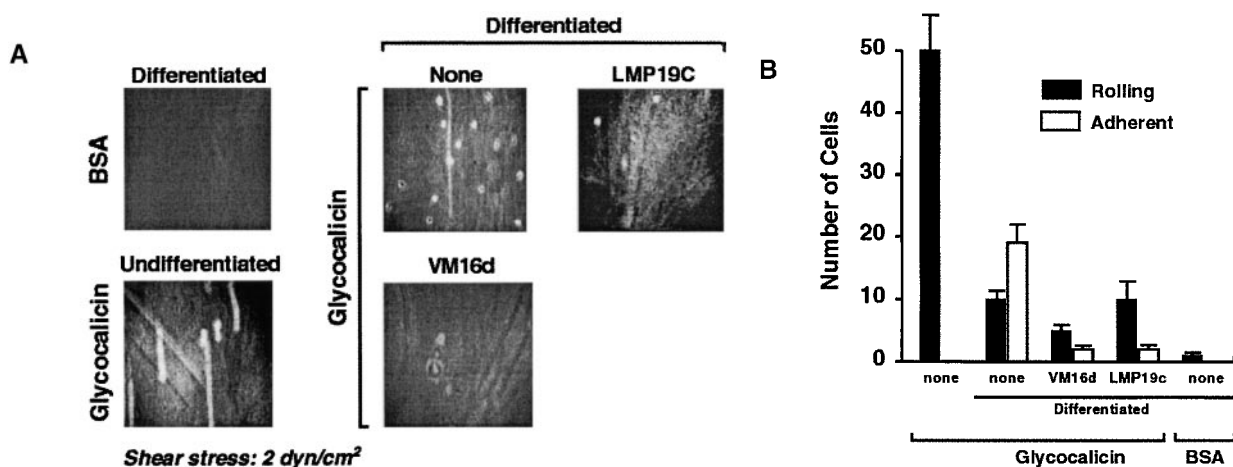 A
Differentiated
BSA
Undifferentiated
Glycocalicin
Shear stress: 2 dyn/cm²
Differentiated
None
LMP19C
Glycocalicin
VM16d
B
Number of Cells
50
40
30
20
10
0
Rolling
Adherent
none none VM16d LMP19c none
Differentiated
Glycocalicin BSA